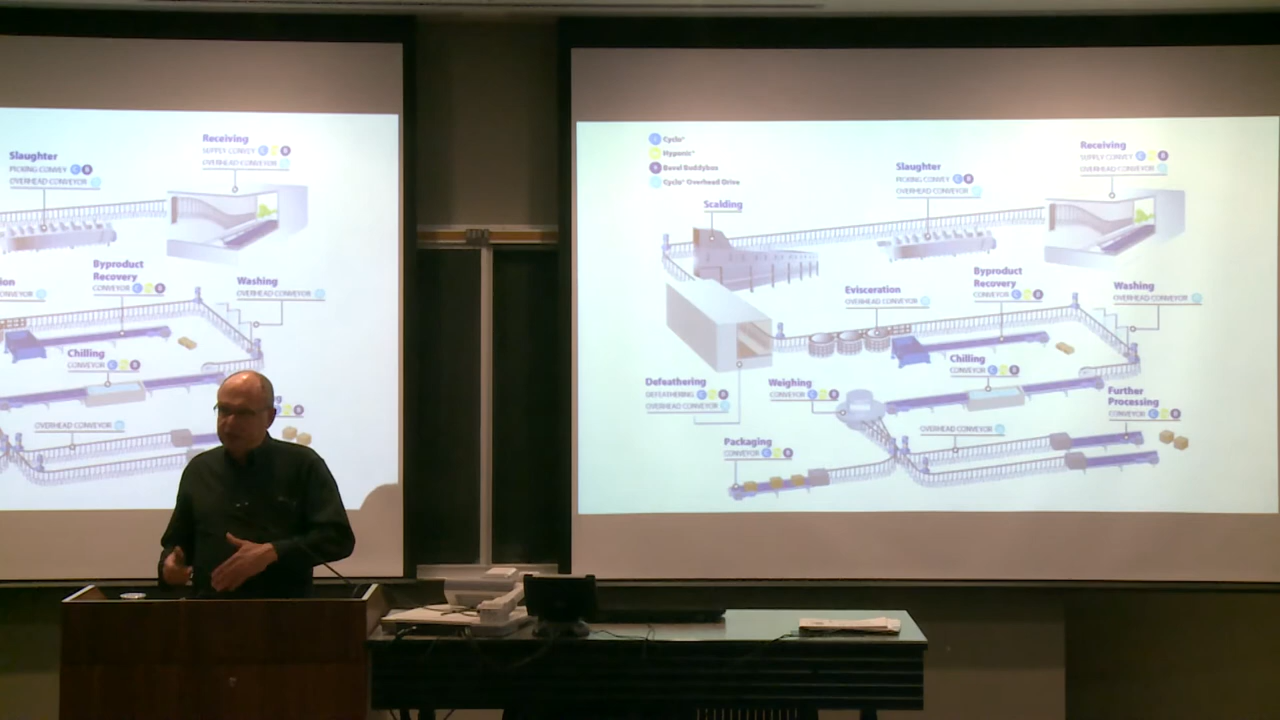 Receiving
SUPPLY CONVEY C B
OVERHEAD CONVEYOR
Slaughter
PICKING CONVEY C B
OVERHEAD CONVEYOR
Byproduct
Recovery
CONVEYOR C B
Washing
OVERHEAD CONVEYOR
ion
CONVEYOR
Chilling
CONVEYOR C B
OVERHEAD CONVEYOR
Cyclo®
Hyponic®
Bevel Buddybox
Cyclo® Overhead Drive
Receiving
SUPPLY CONVEY C B
OVERHEAD CONVEYOR
Slaughter
PICKING CONVEY C B
OVERHEAD CONVEYOR
Scalding
Evisceration
OVERHEAD CONVEYOR
Byproduct
Recovery
CONVEYOR C B
Washing
OVERHEAD CONVEYOR
Defeathering
DEFEATHERING C B
OVERHEAD CONVEYOR
Weighing
CONVEYOR C B
Chilling
CONVEYOR C B
Further
Processing
CONVEYOR C B
OVERHEAD CONVEYOR
Packaging
CONVEYOR C B